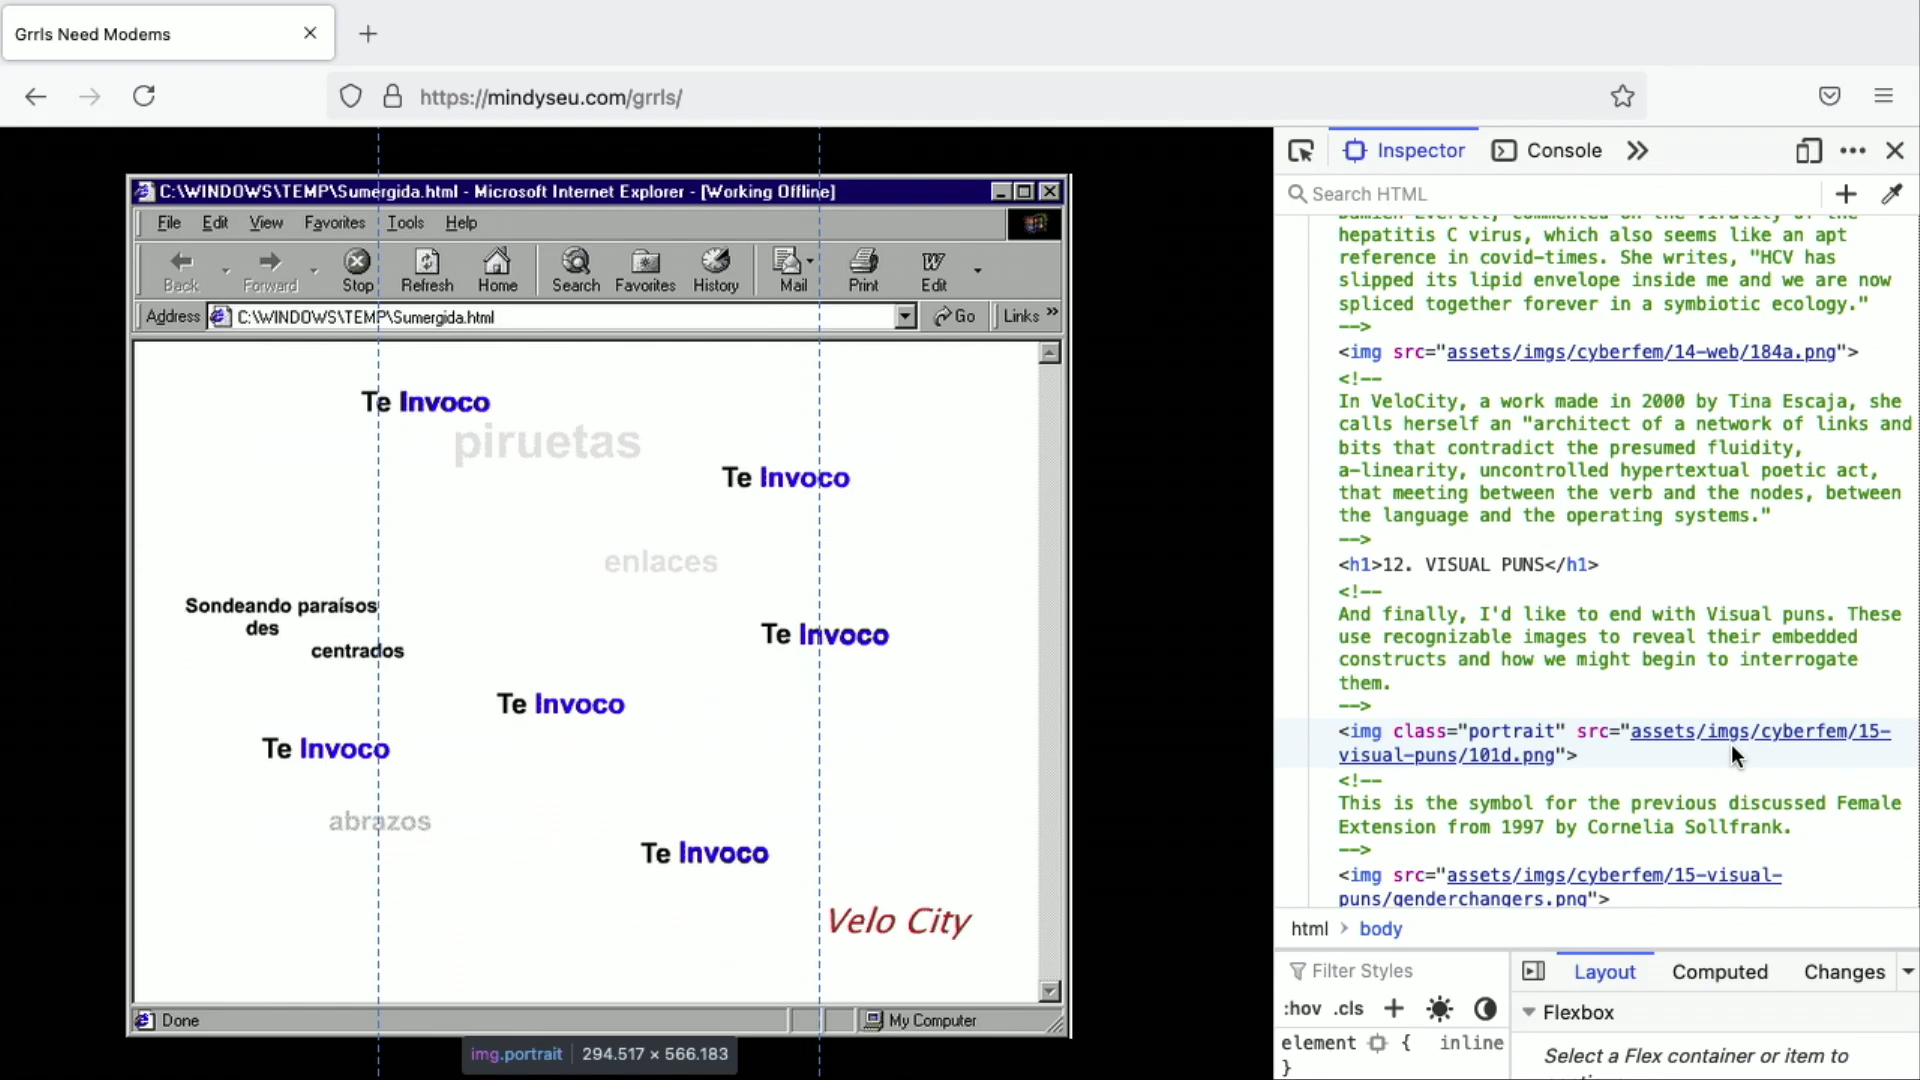 Grrls Need Modems
https://mindyseu.com/grrls/
C:\WINDOWS\TEMP\Sumergida.html - Microsoft Internet Explorer - [Working Offline]
File Edit View Favorites Tools Help
Back Forward Stop Refresh Home Search Favorites History Mail Print Edit
Address C:\WINDOWS\TEMP\Sumergida.html Go Links »
Te Invoco
piruetas
Te Invoco
enlaces
Sondeando paraísos
des
centrados
Te Invoco
Te Invoco
Te Invoco
abrazos
Te Invoco
Velo City
Done My Computer
img.portrait 294.517 × 566.183
Inspector Console
Search HTML
Damien Everett, commented on the virality of the
hepatitis C virus, which also seems like an apt
reference in covid-times. She writes, "HCV has
slipped its lipid envelope inside me and we are now
spliced together forever in a symbiotic ecology."
-->
<img src="assets/imgs/cyberfem/14-web/184a.png">
<!--
In VeloCity, a work made in 2000 by Tina Escaja, she
calls herself an "architect of a network of links and
bits that contradict the presumed fluidity,
a-linearity, uncontrolled hypertextual poetic act,
that meeting between the verb and the nodes, between
the language and the operating systems."
-->
<h1>12. VISUAL PUNS</h1>
<!--
And finally, I'd like to end with Visual puns. These
use recognizable images to reveal their embedded
constructs and how we might begin to interrogate
them.
-->
<img class="portrait" src="assets/imgs/cyberfem/15-
visual-puns/101d.png">
<!--
This is the symbol for the previous discussed Female
Extension from 1997 by Cornelia Sollfrank.
-->
<img src="assets/imgs/cyberfem/15-visual-
puns/genderchangers.png">
html body
Filter Styles
:hov .cls
element { inline
}
Layout Computed Changes
Flexbox
Select a Flex container or item to